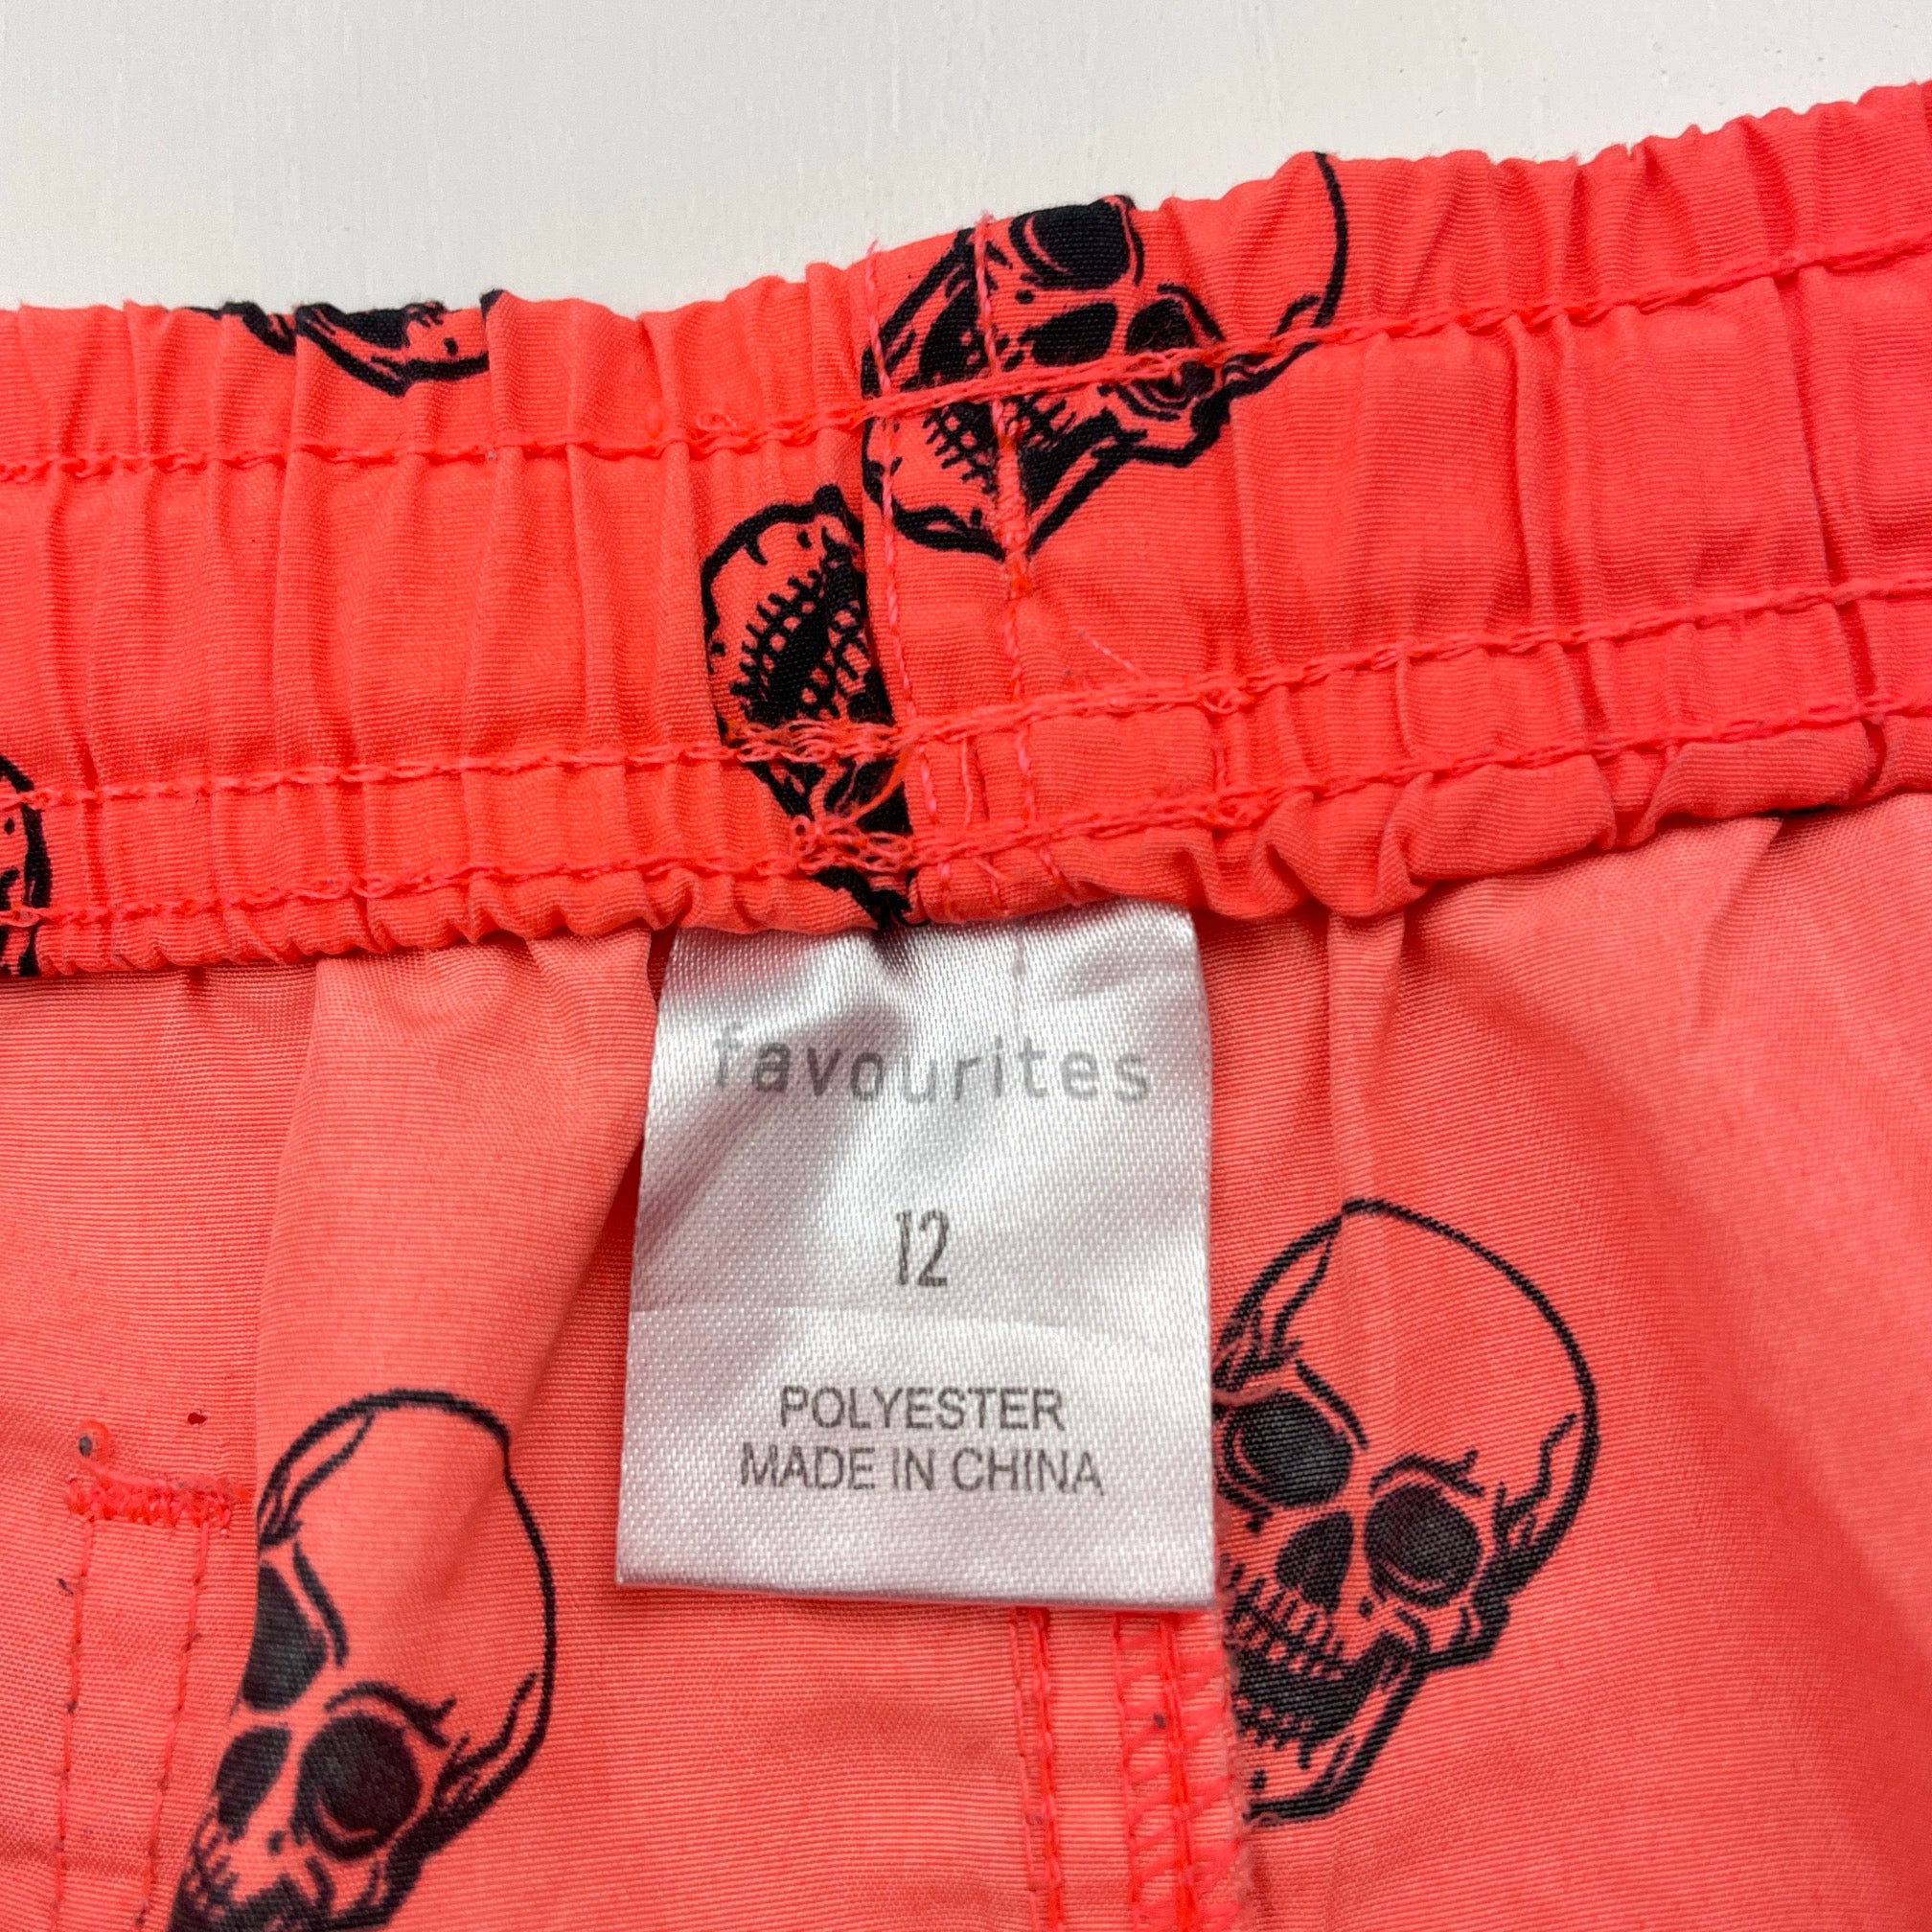 favourites
12
POLYESTER
MADE IN CHINA